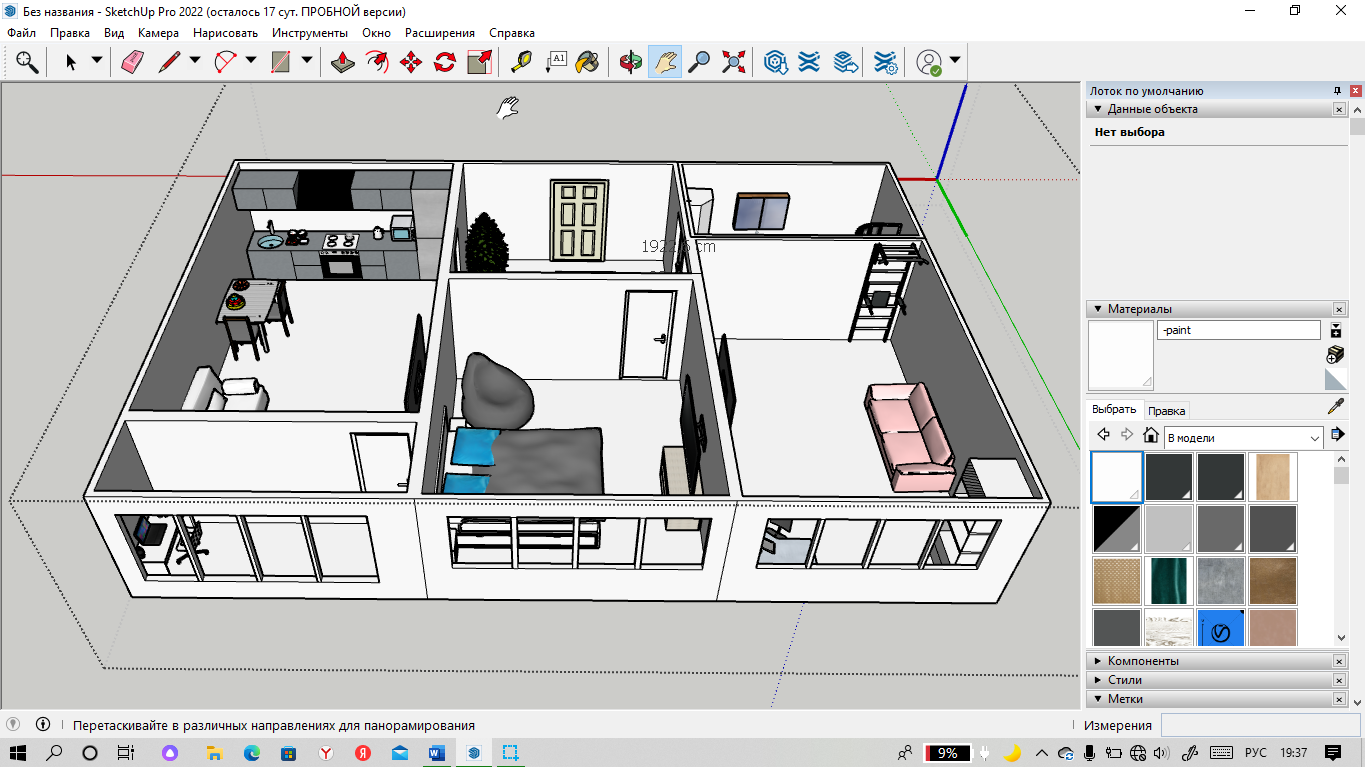 Без названия - SketchUp Pro 2022 (осталось 17 сут. ПРОБНОЙ версии)
Файл Правка Вид Камера Нарисовать Инструменты Окно Расширения Справка
A1
Лоток по умолчанию
Данные объекта
Нет выбора
Материалы
-paint
Выбрать Правка
В модели
Компоненты
Стили
Метки
Перетаскивайте в различных направлениях для панорамирования
Измерения
9%
РУС
19:37